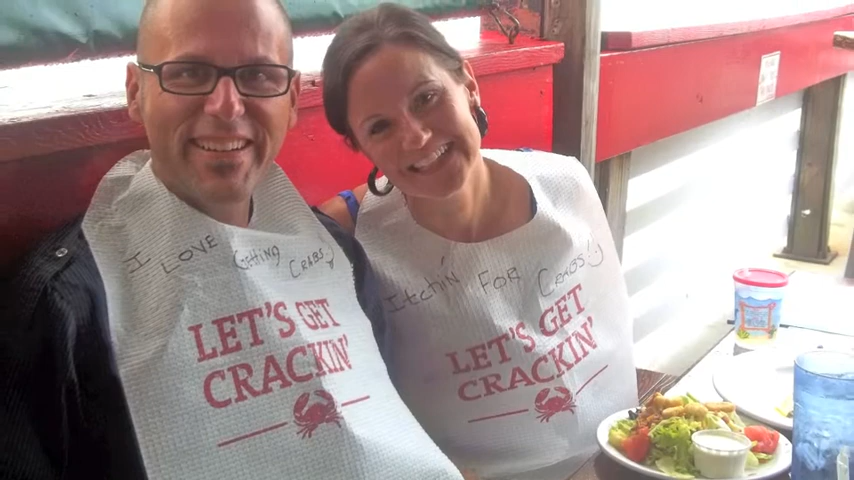 I LOVE Getting CRABS!
LET'S GET
CRACKIN'
Itchin' FOR CRABS!
LET'S GET
CRACKIN'